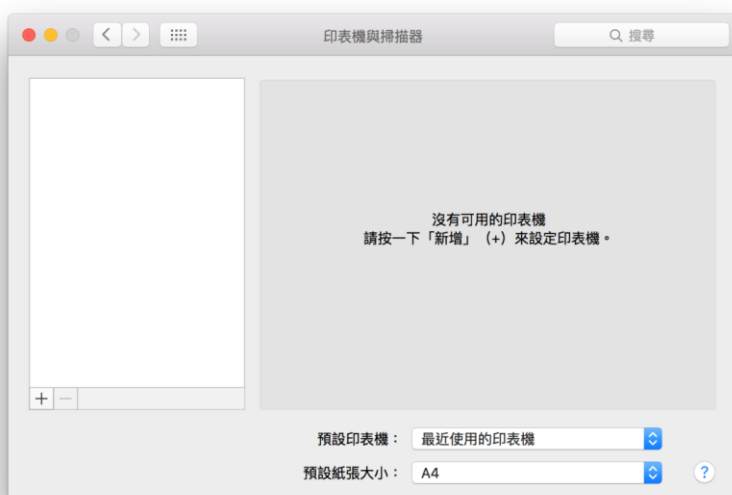 印表機與掃描器
搜尋
沒有可用的印表機
請按一下「新增」（+）來設定印表機。
預設印表機：
最近使用的印表機
預設紙張大小：
A4
?